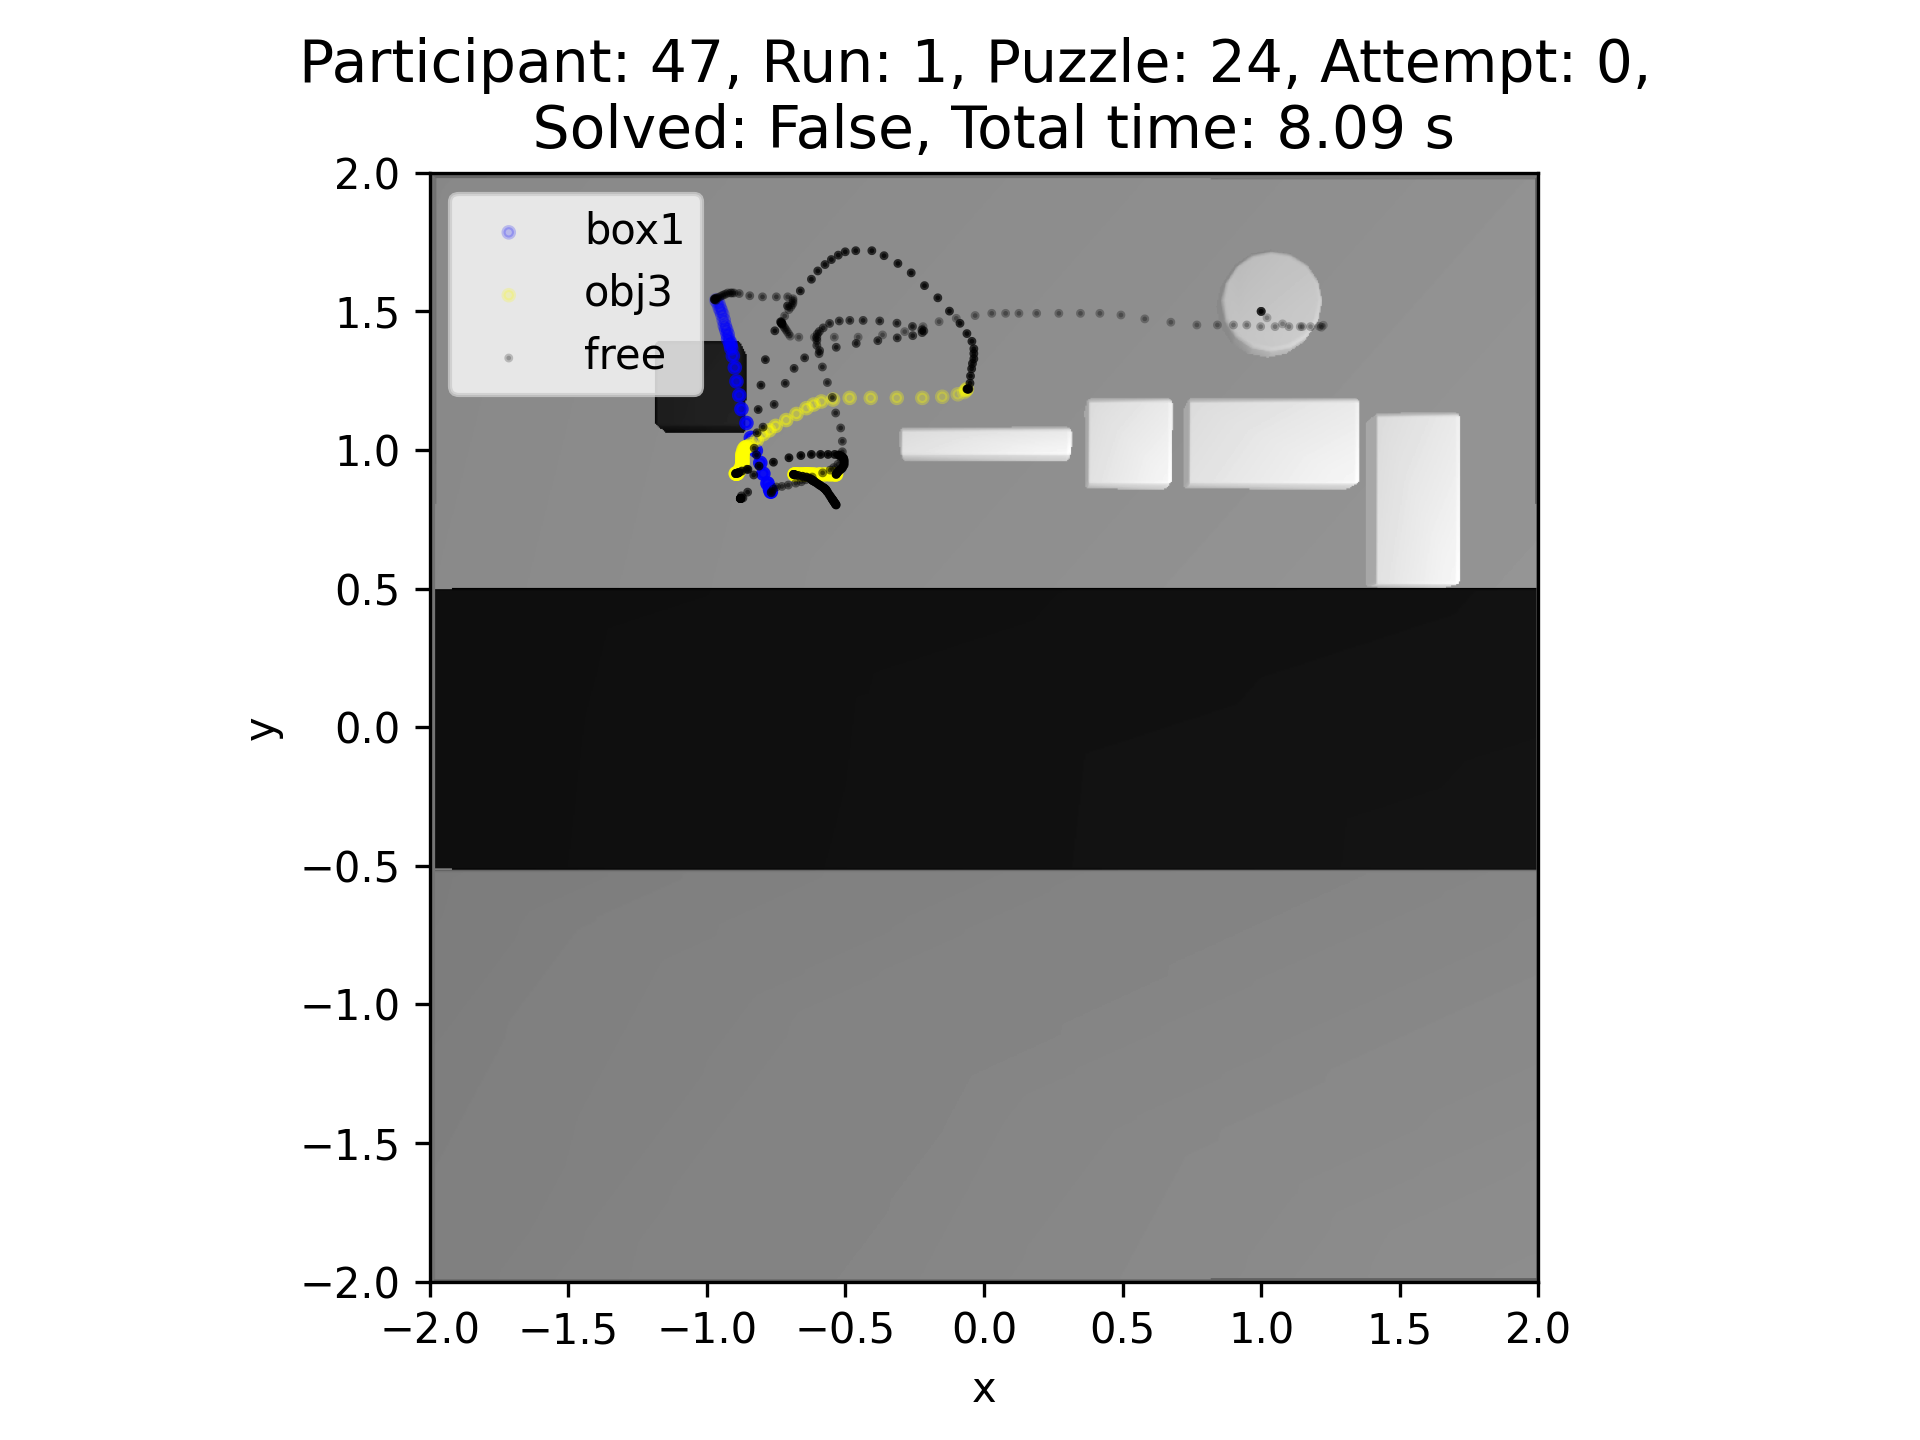 Participant: 47, Run: 1, Puzzle: 24, Attempt: 0,
Solved: False, Total time: 8.09 s
box1
obj3
free
2.0
1.5
1.0
0.5
0.0
−0.5
−1.0
−1.5
−2.0
y
−2.0 −1.5 −1.0 −0.5 0.0 0.5 1.0 1.5 2.0
x